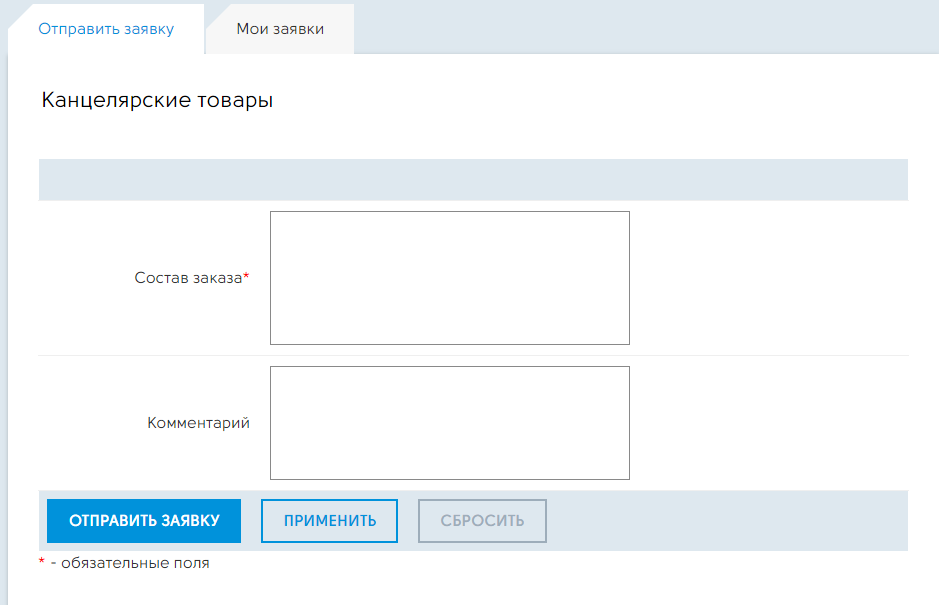 Отправить заявку
Мои заявки
Канцелярские товары
Состав заказа*
Комментарий
ОТПРАВИТЬ ЗАЯВКУ
ПРИМЕНИТЬ
СБРОСИТЬ
* - обязательные поля